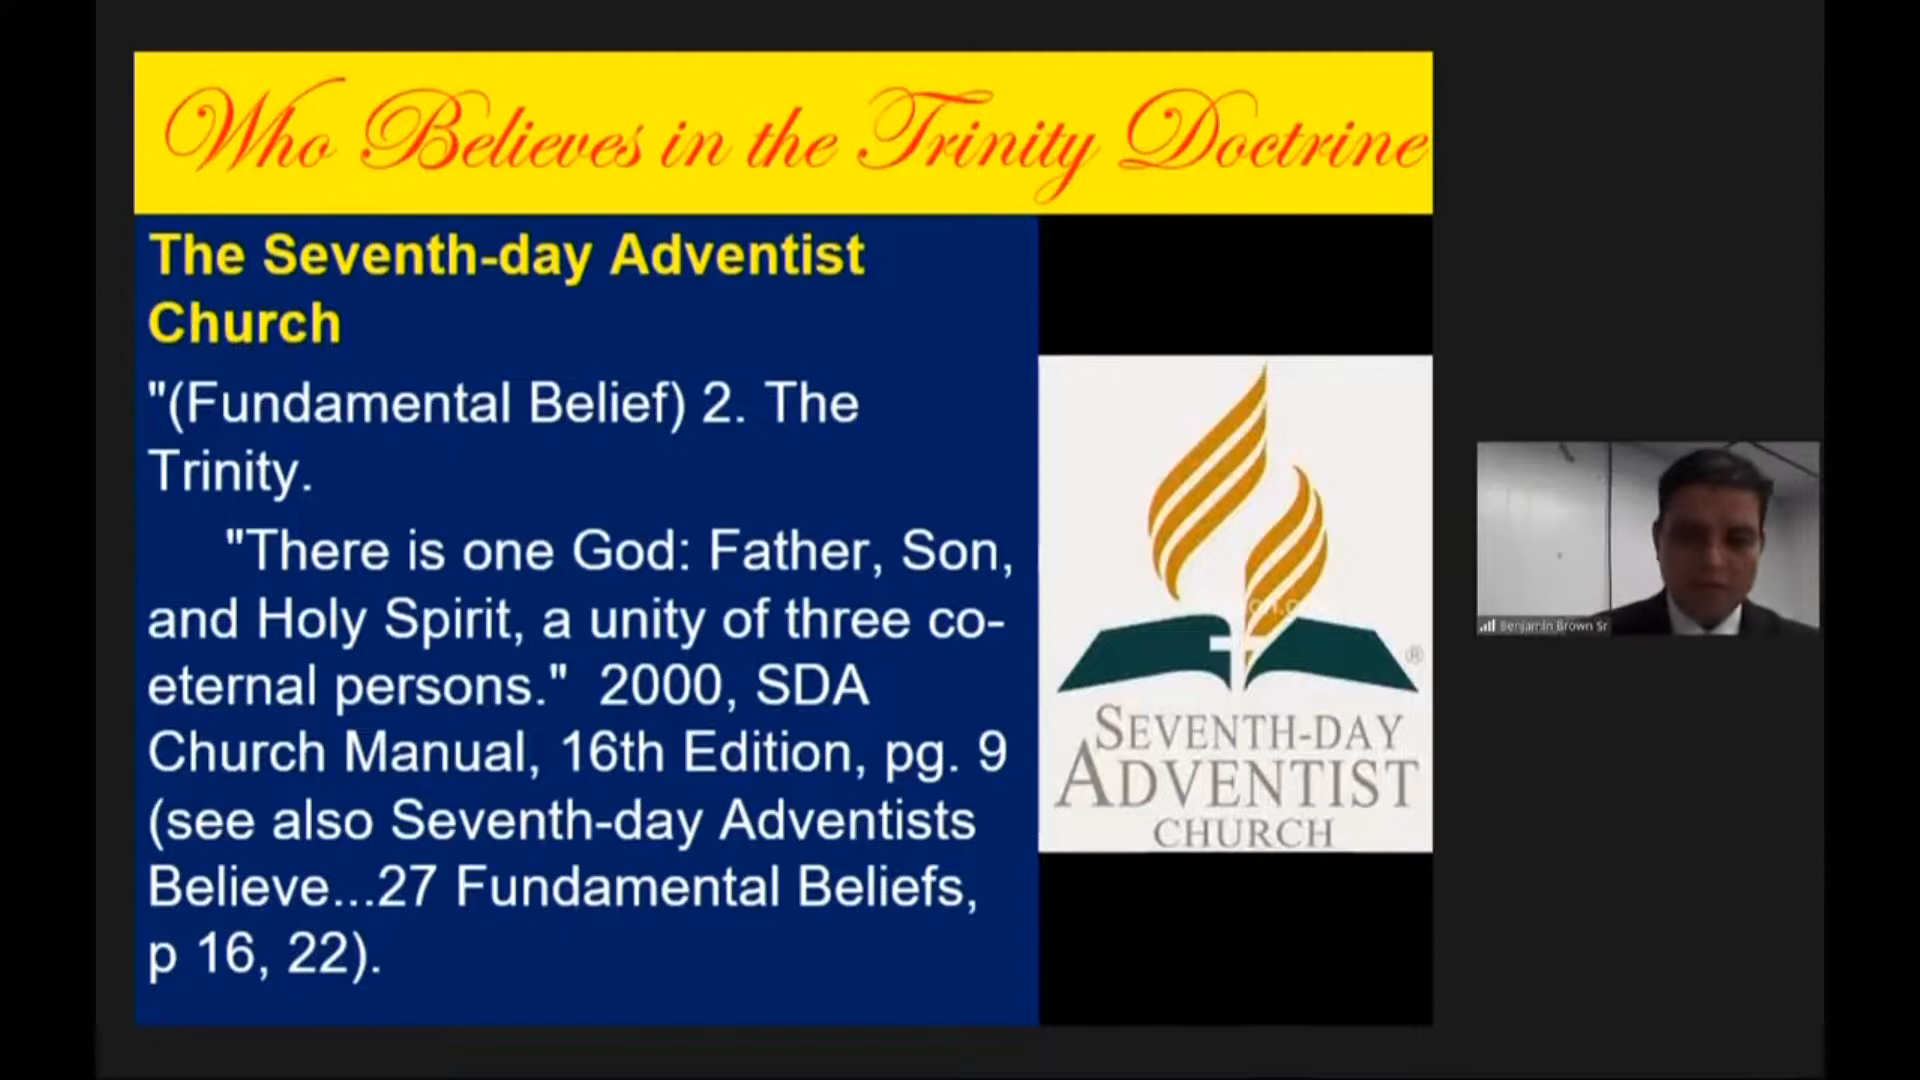 Who Believes in the Trinity Doctrine
The Seventh-day Adventist
Church
"(Fundamental Belief) 2. The
Trinity.
"There is one God: Father, Son,
and Holy Spirit, a unity of three co-
eternal persons."  2000, SDA
Church Manual, 16th Edition, pg. 9
(see also Seventh-day Adventists
Believe...27 Fundamental Beliefs,
p 16, 22).
SEVENTH-DAY
ADVENTIST
CHURCH
®
Benjamin Brown Sr